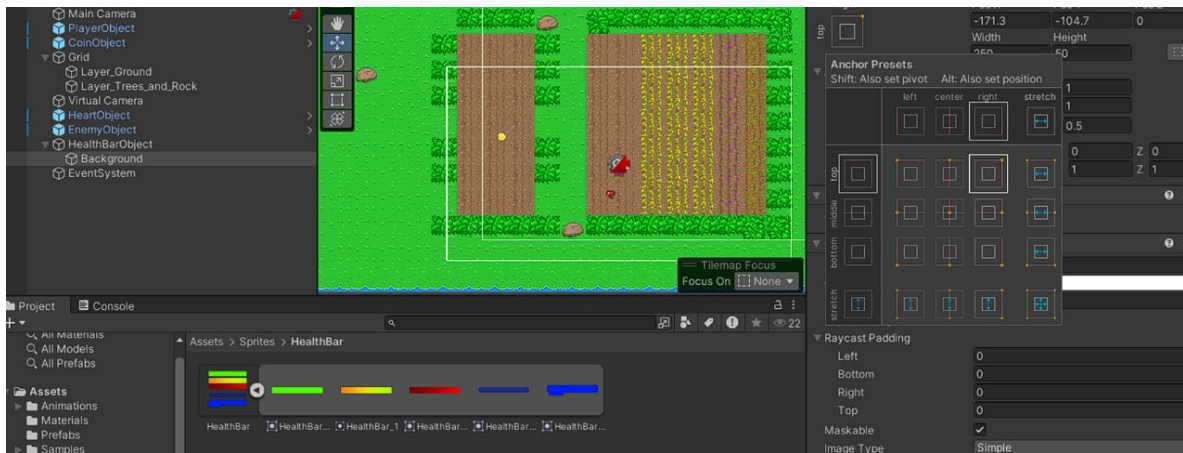 Main Camera
PlayerObject
CoinObject
Grid
Layer_Ground
Layer_Trees_and_Rock
Virtual Camera
HeartObject
EnemyObject
HealthBarObject
Background
EventSystem
Tilemap Focus
Focus On None
top
-171.3 -104.7 0
Width Height
250 50
Anchor Presets
Shift: Also set pivot Alt: Also set position
left center right stretch
top
middle
bottom
stretch
1
1
0.5
0 Z 0
1 Z 1
Raycast Padding
Left 0
Bottom 0
Right 0
Top 0
Maskable
Image Type Simple
Project Console
22
All Materials
All Models
All Prefabs
Assets
Animations
Materials
Prefabs
Samples
Assets > Sprites > HealthBar
HealthBar HealthBar... HealthBar_1 HealthBar... HealthBar... HealthBar...